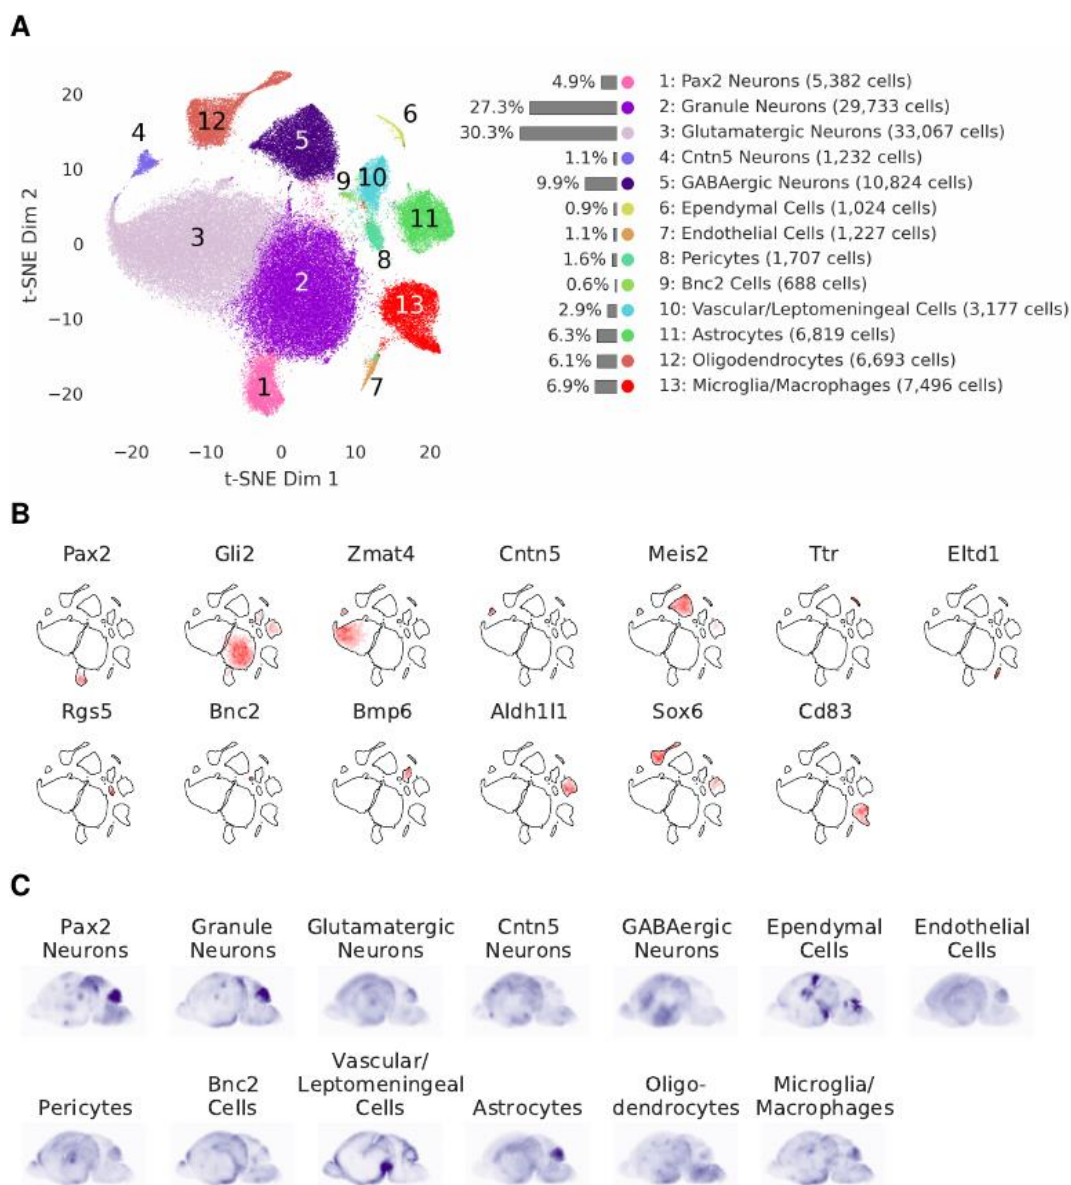 A
t-SNE Dim 2
20
10
0
−10
−20
−20
−10
0
10
20
t-SNE Dim 1
1
2
3
4
5
6
7
8
9
10
11
12
13
4.9% 1: Pax2 Neurons (5,382 cells)
27.3% 2: Granule Neurons (29,733 cells)
30.3% 3: Glutamatergic Neurons (33,067 cells)
1.1% 4: Cntn5 Neurons (1,232 cells)
9.9% 5: GABAergic Neurons (10,824 cells)
0.9% 6: Ependymal Cells (1,024 cells)
1.1% 7: Endothelial Cells (1,227 cells)
1.6% 8: Pericytes (1,707 cells)
0.6% 9: Bnc2 Cells (688 cells)
2.9% 10: Vascular/Leptomeningeal Cells (3,177 cells)
6.3% 11: Astrocytes (6,819 cells)
6.1% 12: Oligodendrocytes (6,693 cells)
6.9% 13: Microglia/Macrophages (7,496 cells)
B
Pax2 Gli2 Zmat4 Cntn5 Meis2 Ttr Eltd1
Rgs5 Bnc2 Bmp6 Aldh1l1 Sox6 Cd83
C
Pax2
Neurons
Granule
Neurons
Glutamatergic
Neurons
Cntn5
Neurons
GABAergic
Neurons
Ependymal
Cells
Endothelial
Cells
Pericytes
Bnc2
Cells
Vascular/
Leptomeningeal
Cells
Astrocytes
Oligo-
dendrocytes
Microglia/
Macrophages